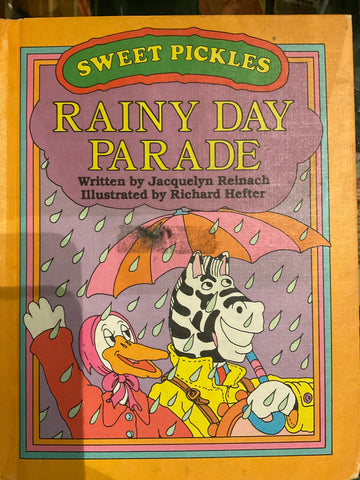 SWEET PICKLES
RAINY DAY
PARADE
Written by Jacquelyn Reinach
Illustrated by Richard Hefter